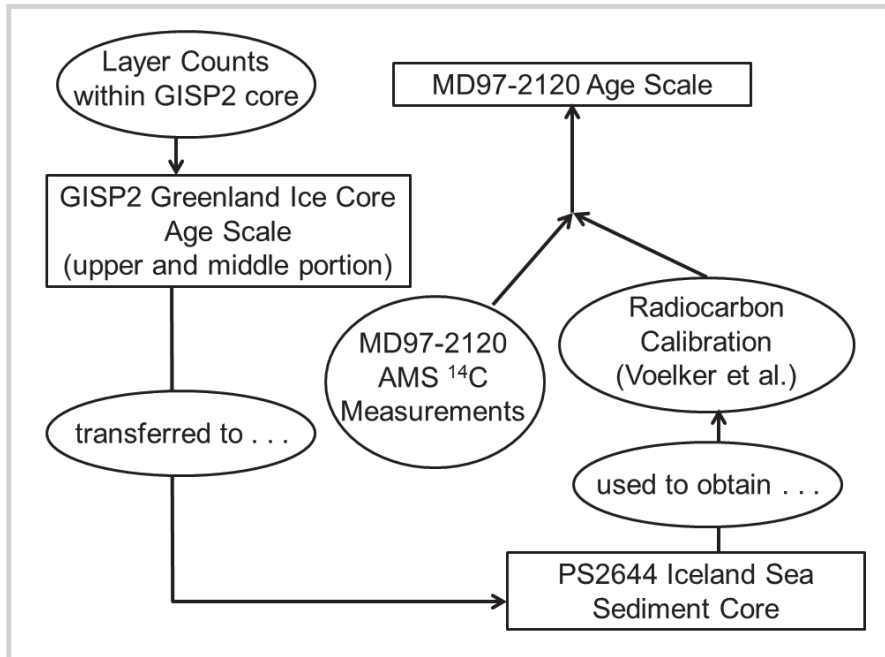 Layer Counts
within GISP2 core
MD97-2120 Age Scale
GISP2 Greenland Ice Core
Age Scale
(upper and middle portion)
MD97-2120
AMS ¹⁴C
Measurements
Radiocarbon
Calibration
(Voelker et al.)
transferred to . . .
used to obtain . . .
PS2644 Iceland Sea
Sediment Core